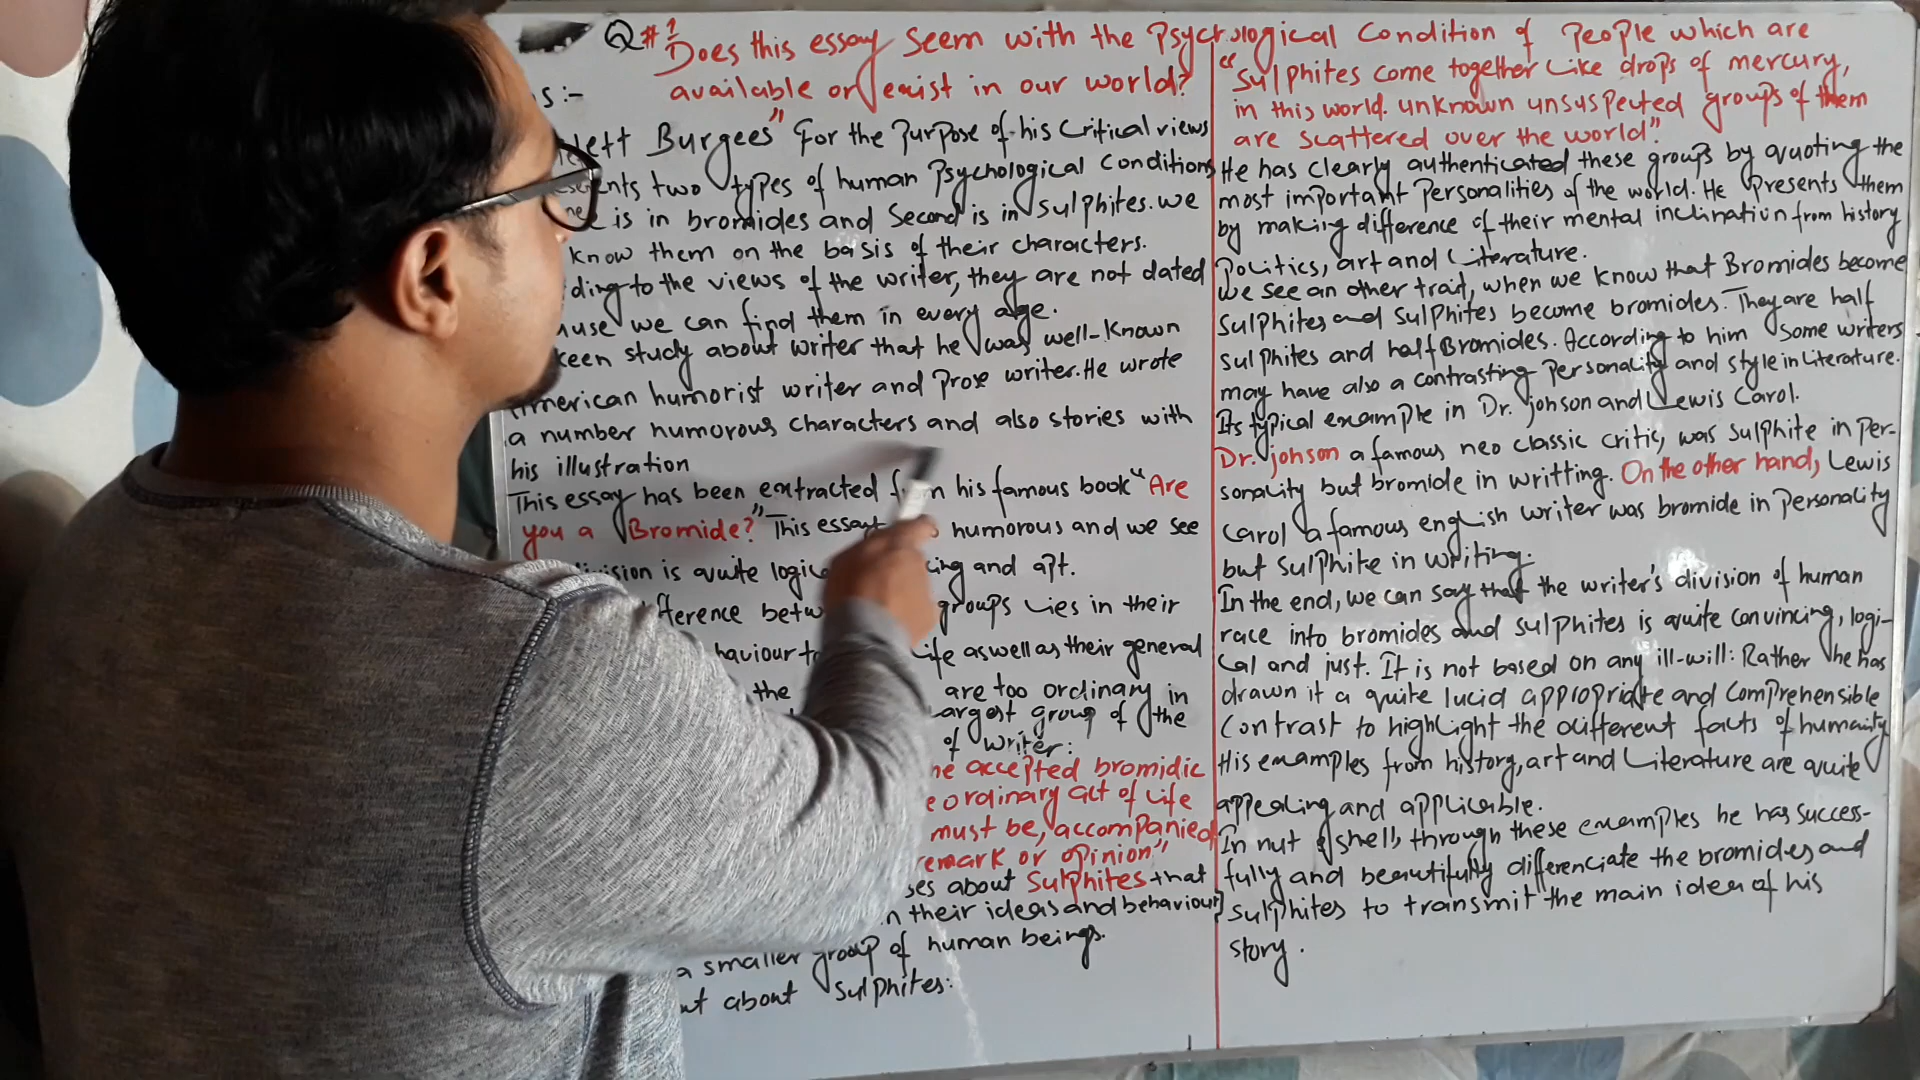 Q#1
Does this essay seem with the Psychological Condition of People which are
available or exist in our world?
s:-
lett Burgees" For the Purpose of his Critical views
sents two types of human Psychological Conditions
is in bromides and Second is in sulphites. we
know them on the basis of their characters.
ding to the views of the writer, they are not dated
ause we can find them in every age.
keen study about writer that he was well-known
American humorist writer and Prose writer. He wrote
a number humorous characters and also stories with
his illustration
This essay has been extracted from his famous book "Are
you a Bromide?" This essay humorous and we see
division is quite logica cing and apt.
fference betw groups lies in their
haviour to life aswell as their general
the are too ordinary in
largest group of the
of writer:
he accepted bromidic
e ordinary act of life
must be, accompanied
remark or opinion",
ses about Sulphites that
n their ideas and behaviour
a smaller group of human beings.
ut about sulphites:
"Sulphites come together like drops of mercury,
in this world. unknown unsuspected groups of them
are scattered over the world".
He has clearly authenticated these groups by quoting the
most important Personalities of the world. He Presents them
by making difference of their mental inclination from history
Politics, art and Literature.
We see an other trait, when we know that Bromides become
Sulphites and Sulphites become bromides. They are half
sulphites and half Bromides. According to him some writers
may have also a contrasting Personality and style in Literature.
Its typical example in Dr. johson and Lewis Carol.
Dr. johson a famous neo classic critic, was sulphite in Per-
sonality but bromide in writting. On the other hand, Lewis
Carol a famous english writer was bromide in Personality
but Sulphite in writing.
In the end, we can say that the writer's division of human
race into bromides and sulphites is quite convincing, logi-
cal and just. It is not based on any ill-will: Rather he has
drawn it a quite lucid appropriate and Comprehensible
Contrast to highlight the different facts of humanity
His examples from history, art and Literature are quite
appealing and applicable.
In nut shell, through these examples he has success-
fully and beautifully differenciate the bromides and
sulphites to transmit the main idea of his
story.